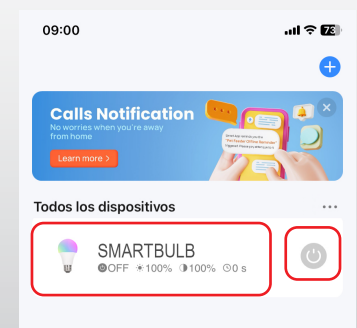 09:00
73
Calls Notification
No worries when you're away
from home
Learn more >
Todos los dispositivos
SMARTBULB
OFF 100% 100% 0 s